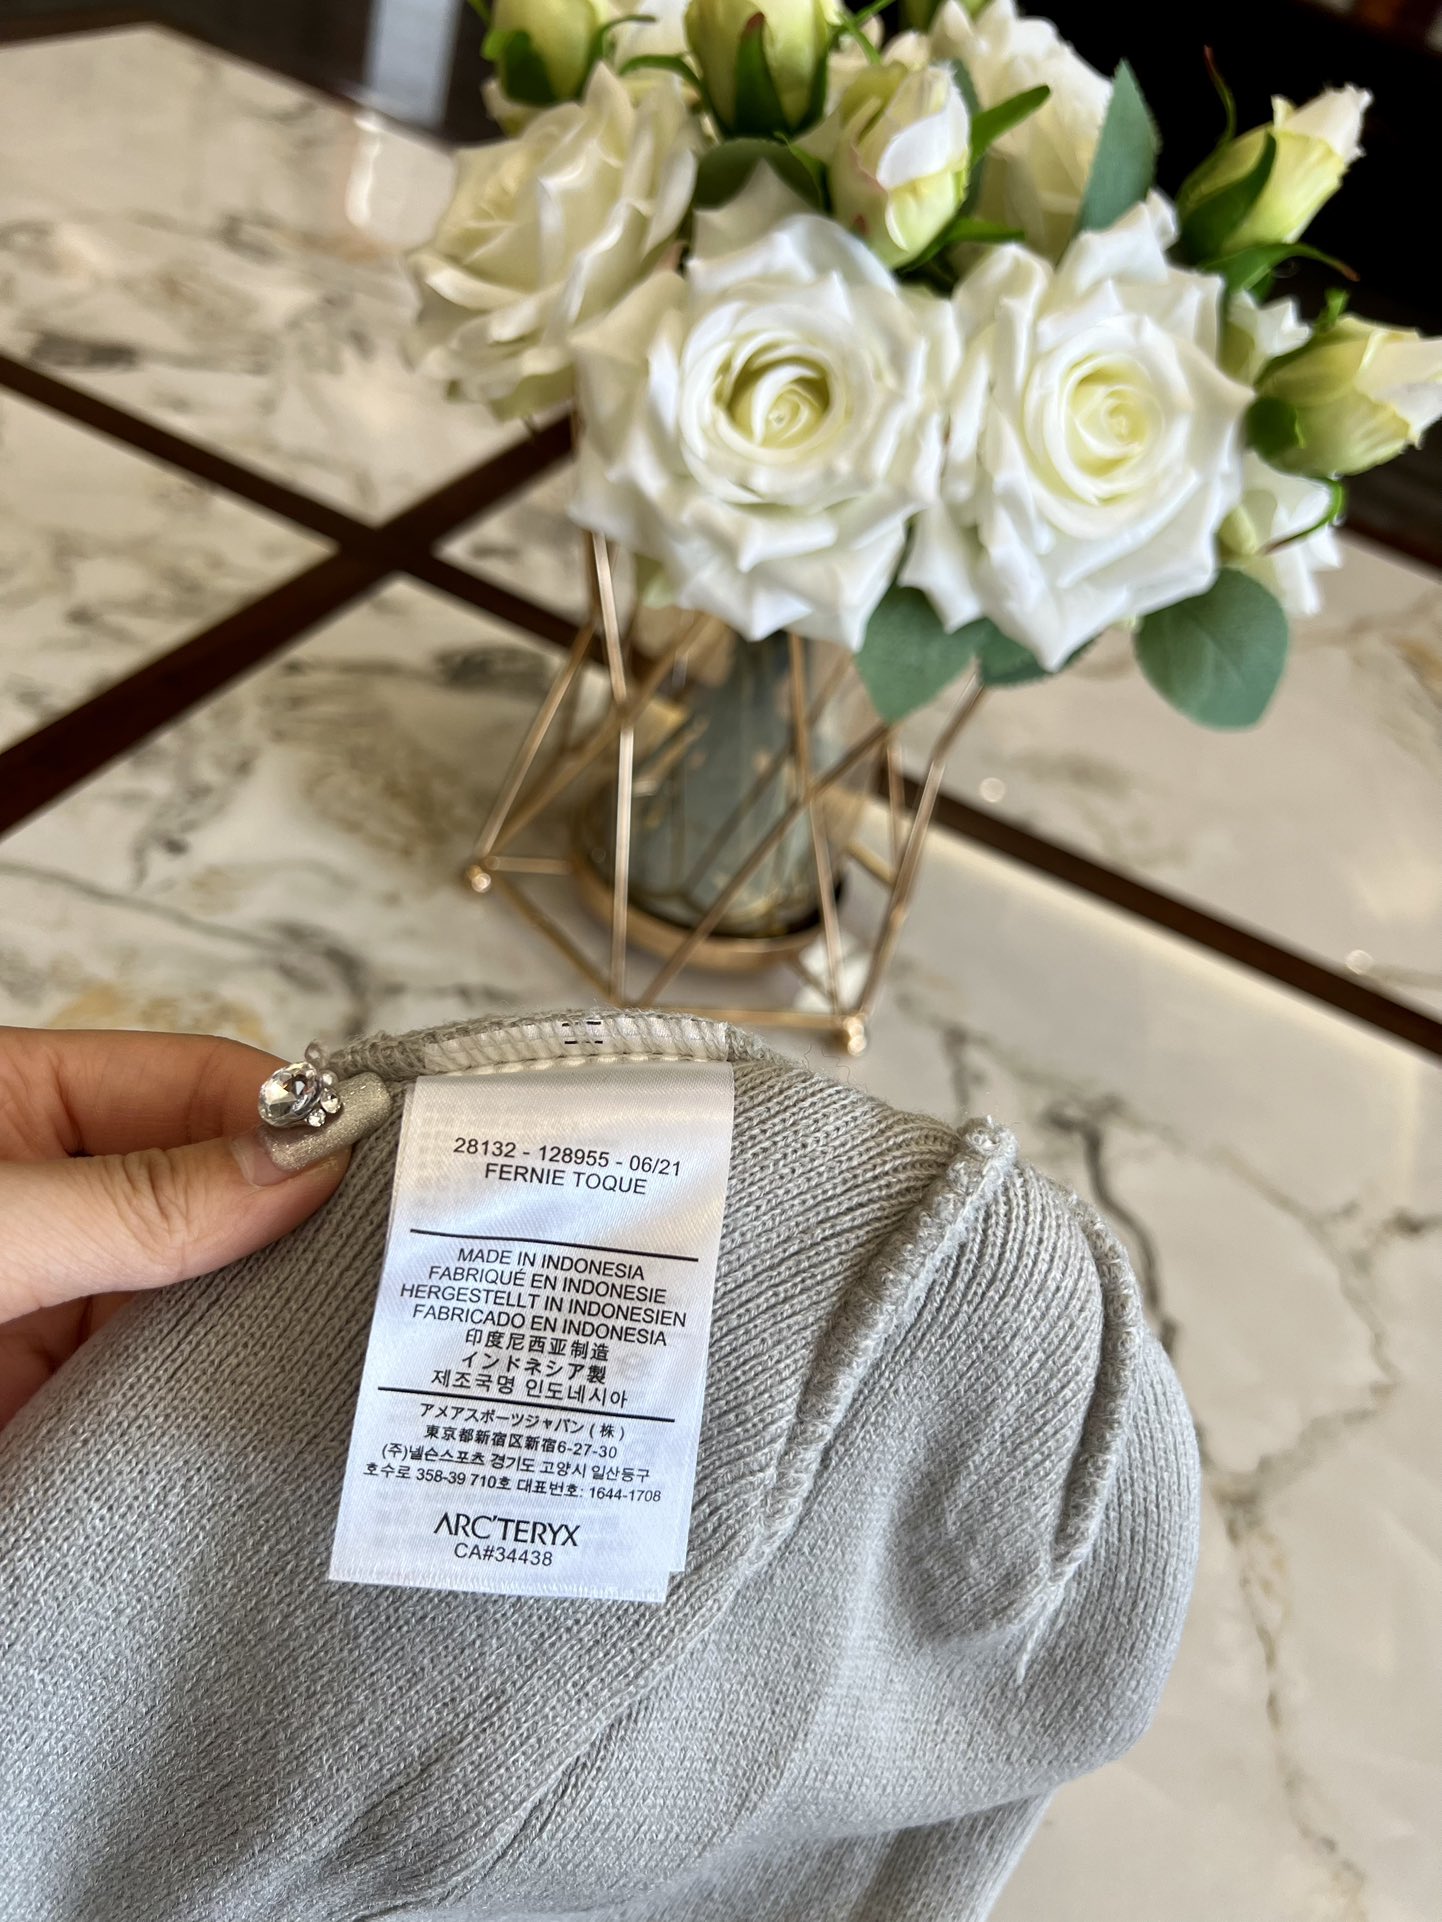 28132 - 128955 - 06/21
FERNIE TOQUE
MADE IN INDONESIA
FABRIQUÉ EN INDONESIE
HERGESTELLT IN INDONESIEN
FABRICADO EN INDONESIA
印度尼西亚制造
インドネシア製
제조국명 인도네시아
アメアスポーツジャパン (株)
東京都新宿区新宿6-27-30
(주)넬슨스포츠 경기도 고양시 일산동구
호수로 358-39 710호 대표번호: 1644-1708
ARC'TERYX
CA#34438